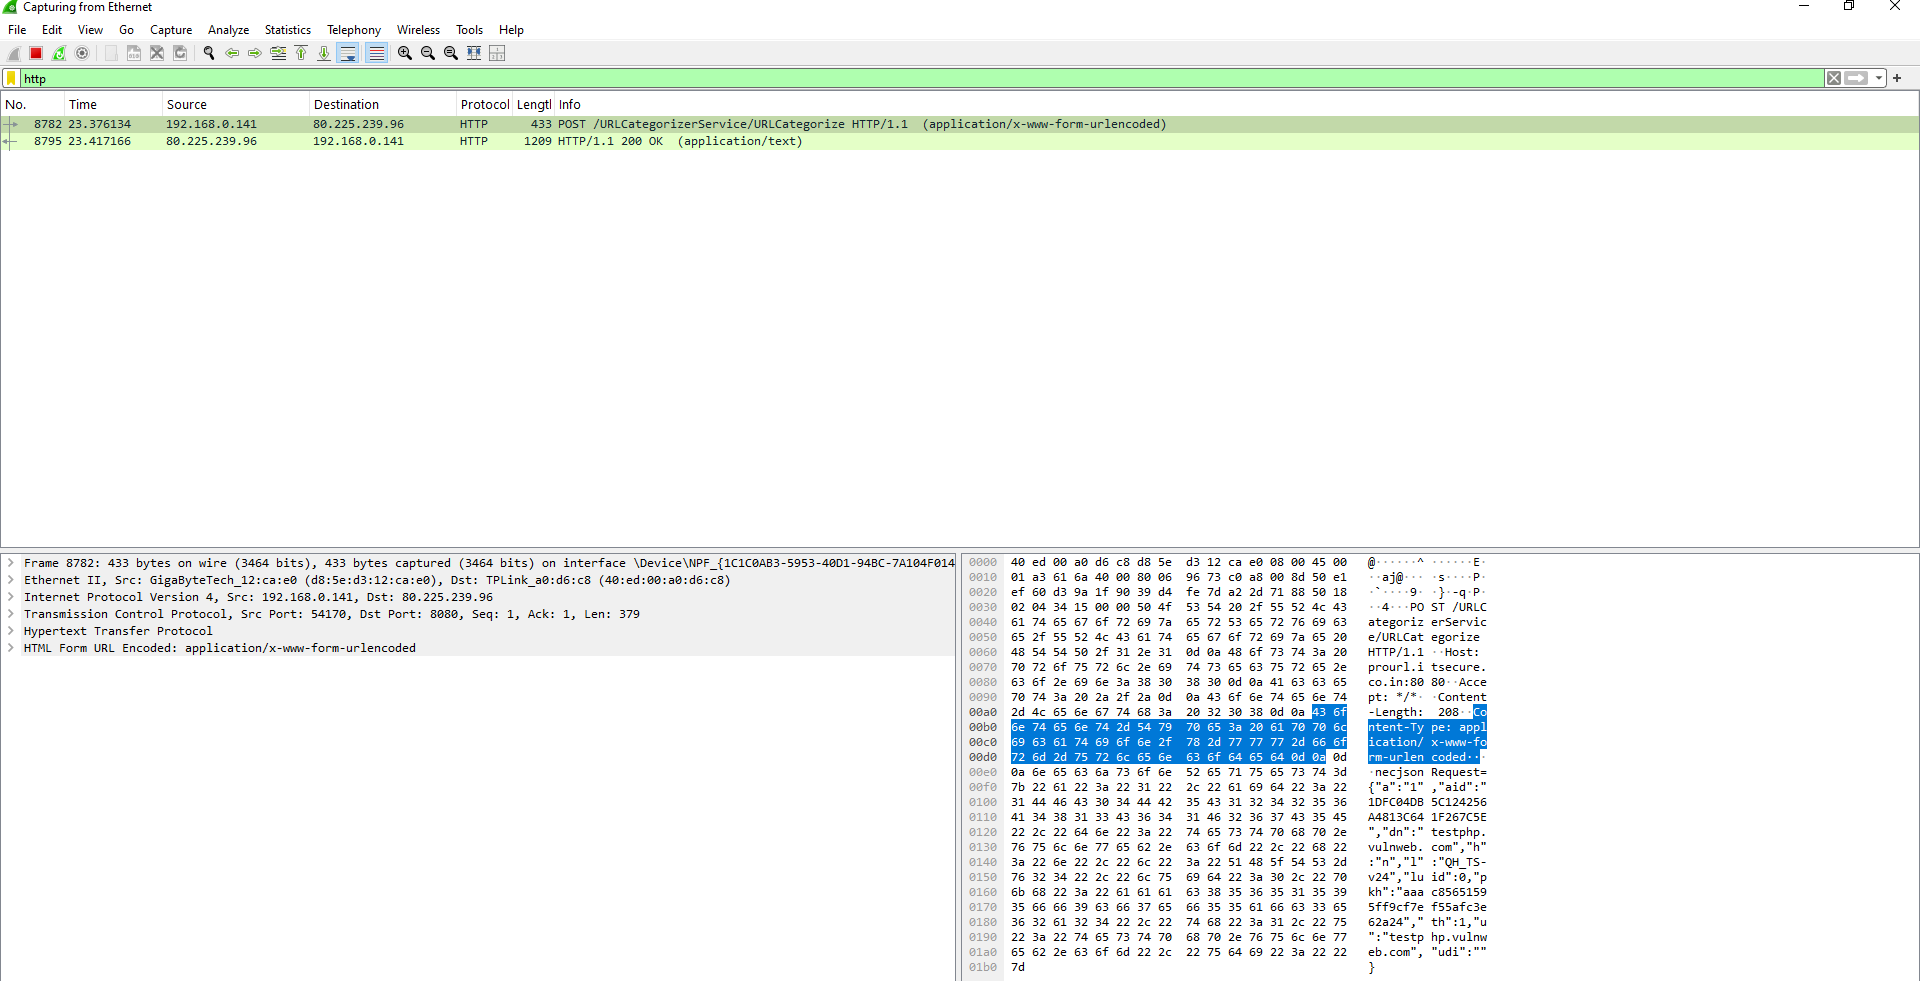 Capturing from Ethernet
File Edit View Go Capture Analyze Statistics Telephony Wireless Tools Help
http
No. Time Source Destination Protocol Lengtl Info
8782 23.376134 192.168.0.141 80.225.239.96 HTTP 433 POST /URLCategorizerService/URLCategorize HTTP/1.1 (application/x-www-form-urlencoded)
8795 23.417166 80.225.239.96 192.168.0.141 HTTP 1209 HTTP/1.1 200 OK (application/text)
Frame 8782: 433 bytes on wire (3464 bits), 433 bytes captured (3464 bits) on interface \Device\NPF_{1C1C0AB3-5953-40D1-94BC-7A104F014
Ethernet II, Src: GigaByteTech_12:ca:e0 (d8:5e:d3:12:ca:e0), Dst: TPLink_a0:d6:c8 (40:ed:00:a0:d6:c8)
Internet Protocol Version 4, Src: 192.168.0.141, Dst: 80.225.239.96
Transmission Control Protocol, Src Port: 54170, Dst Port: 8080, Seq: 1, Ack: 1, Len: 379
Hypertext Transfer Protocol
HTML Form URL Encoded: application/x-www-form-urlencoded
0000 40 ed 00 a0 d6 c8 d8 5e d3 12 ca e0 08 00 45 00 @······^ ······E·
0010 01 a3 61 6a 40 00 80 06 96 73 c0 a8 00 8d 50 e1 ··aj@··· ·s····P·
0020 ef 60 d3 9a 1f 90 39 d4 fe 7d a2 2d 71 88 50 18 ·`····9· ·}·-q·P·
0030 02 04 34 15 00 00 50 4f 53 54 20 2f 55 52 4c 43 ··4···PO ST /URLC
0040 61 74 65 67 6f 72 69 7a 65 72 53 65 72 76 69 63 ategoriz erServic
0050 65 2f 55 52 4c 43 61 74 65 67 6f 72 69 7a 65 20 e/URLCat egorize
0060 48 54 54 50 2f 31 2e 31 0d 0a 48 6f 73 74 3a 20 HTTP/1.1 ··Host:
0070 70 72 6f 75 72 6c 2e 69 74 73 65 63 75 72 65 2e prourl.i tsecure.
0080 63 6f 2e 69 6e 3a 38 30 38 30 0d 0a 41 63 63 65 co.in:80 80··Acce
0090 70 74 3a 20 2a 2f 2a 0d 0a 43 6f 6e 74 65 6e 74 pt: */*· ·Content
00a0 2d 4c 65 6e 67 74 68 3a 20 32 30 38 0d 0a 43 6f -Length: 208··Co
00b0 6e 74 65 6e 74 2d 54 79 70 65 3a 20 61 70 70 6c ntent-Ty pe: appl
00c0 69 63 61 74 69 6f 6e 2f 78 2d 77 77 77 2d 66 6f ication/ x-www-fo
00d0 72 6d 2d 75 72 6c 65 6e 63 6f 64 65 64 0d 0a 0d rm-urlen coded···
00e0 0a 6e 65 63 6a 73 6f 6e 52 65 71 75 65 73 74 3d ·necjson Request=
00f0 7b 22 61 22 3a 22 31 22 2c 22 61 69 64 22 3a 22 {"a":"1" ,"aid":"
0100 31 44 46 43 30 34 44 42 35 43 31 32 34 32 35 36 1DFC04DB 5C124256
0110 41 34 38 31 33 43 36 34 31 46 32 36 37 43 35 45 A4813C64 1F267C5E
0120 22 2c 22 64 6e 22 3a 22 74 65 73 74 70 68 70 2e ","dn":" testphp.
0130 76 75 6c 6e 77 65 62 2e 63 6f 6d 22 2c 22 68 22 vulnweb. com","h"
0140 3a 22 6e 22 2c 22 6c 22 3a 22 51 48 5f 54 53 2d :"n","l" :"QH_TS-
0150 76 32 34 22 2c 22 6c 75 69 64 22 3a 30 2c 22 70 v24","lu id":0,"p
0160 6b 68 22 3a 22 61 61 61 63 38 35 36 35 31 35 39 kh":"aaa c8565159
0170 35 66 66 39 63 66 37 65 66 35 35 61 66 63 33 65 5ff9cf7e f55afc3e
0180 36 32 61 32 34 22 2c 22 74 68 22 3a 31 2c 22 75 62a24"," th":1,"u
0190 22 3a 22 74 65 73 74 70 68 70 2e 76 75 6c 6e 77 ":"testp hp.vulnw
01a0 65 62 2e 63 6f 6d 22 2c 22 75 64 69 22 3a 22 22 eb.com", "udi":""
01b0 7d }